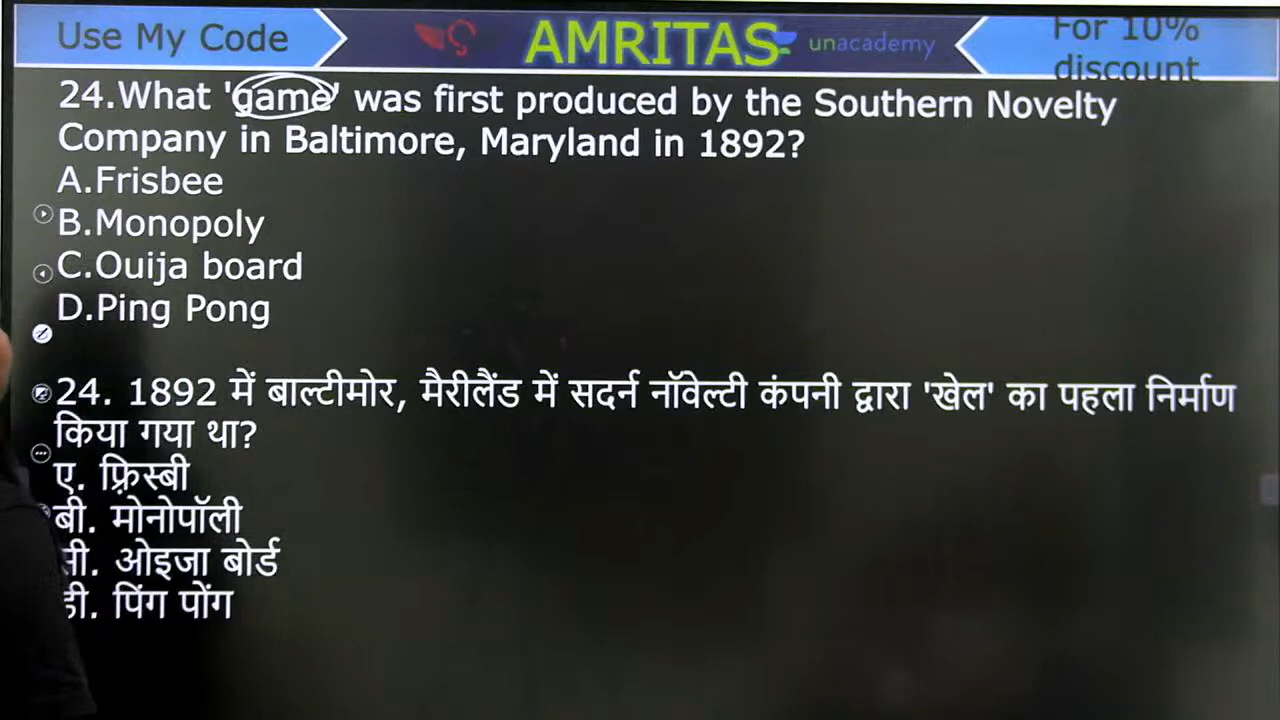 Use My Code
AMRITAS
unacademy
For 10%
discount
24.What 'game' was first produced by the Southern Novelty
Company in Baltimore, Maryland in 1892?
A.Frisbee
B.Monopoly
C.Ouija board
D.Ping Pong
24. 1892 में बाल्टीमोर, मैरीलैंड में सदर्न नॉवेल्टी कंपनी द्वारा 'खेल' का पहला निर्माण
किया गया था?
ए. फ़्रिस्बी
बी. मोनोपॉली
सी. ओइजा बोर्ड
डी. पिंग पोंग